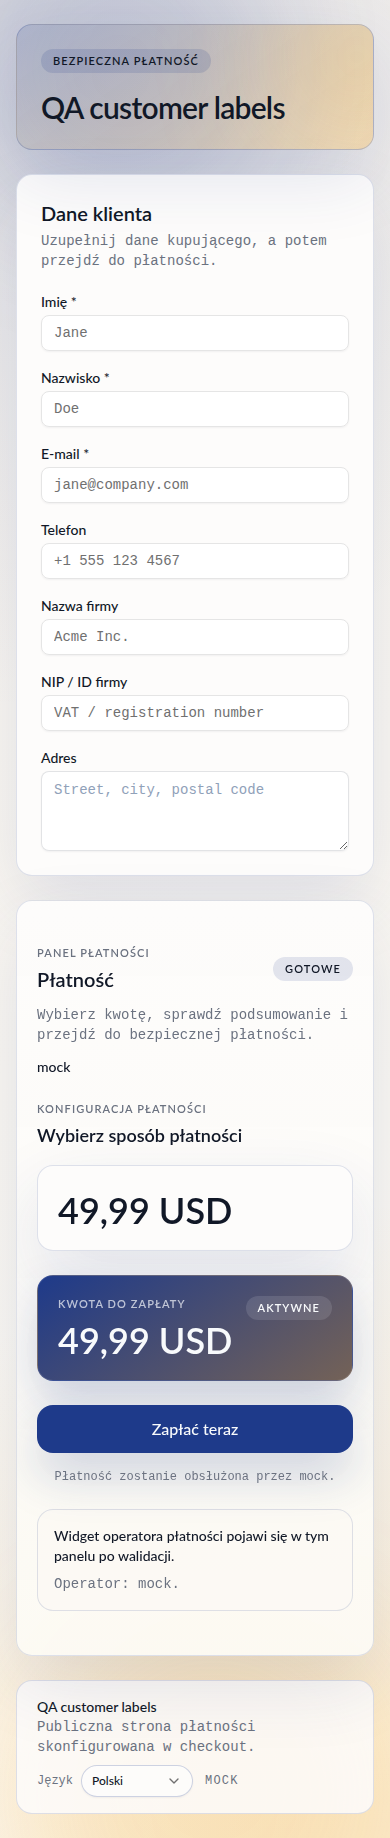 BEZPIECZNA PŁATNOŚĆ
QA customer labels
Dane klienta
Uzupełnij dane kupującego, a potem
przejdź do płatności.
Imię *
Jane
Nazwisko *
Doe
E-mail *
jane@company.com
Telefon
+1 555 123 4567
Nazwa firmy
Acme Inc.
NIP / ID firmy
VAT / registration number
Adres
Street, city, postal code
PANEL PŁATNOŚCI
Płatność
GOTOWE
Wybierz kwotę, sprawdź podsumowanie i
przejdź do bezpiecznej płatności.
mock
KONFIGURACJA PŁATNOŚCI
Wybierz sposób płatności
49,99 USD
KWOTA DO ZAPŁATY
AKTYWNE
49,99 USD
Zapłać teraz
Płatność zostanie obsłużona przez mock.
Widget operatora płatności pojawi się w tym
panelu po walidacji.
Operator: mock.
QA customer labels
Publiczna strona płatności
skonfigurowana w checkout.
Język Polski MOCK